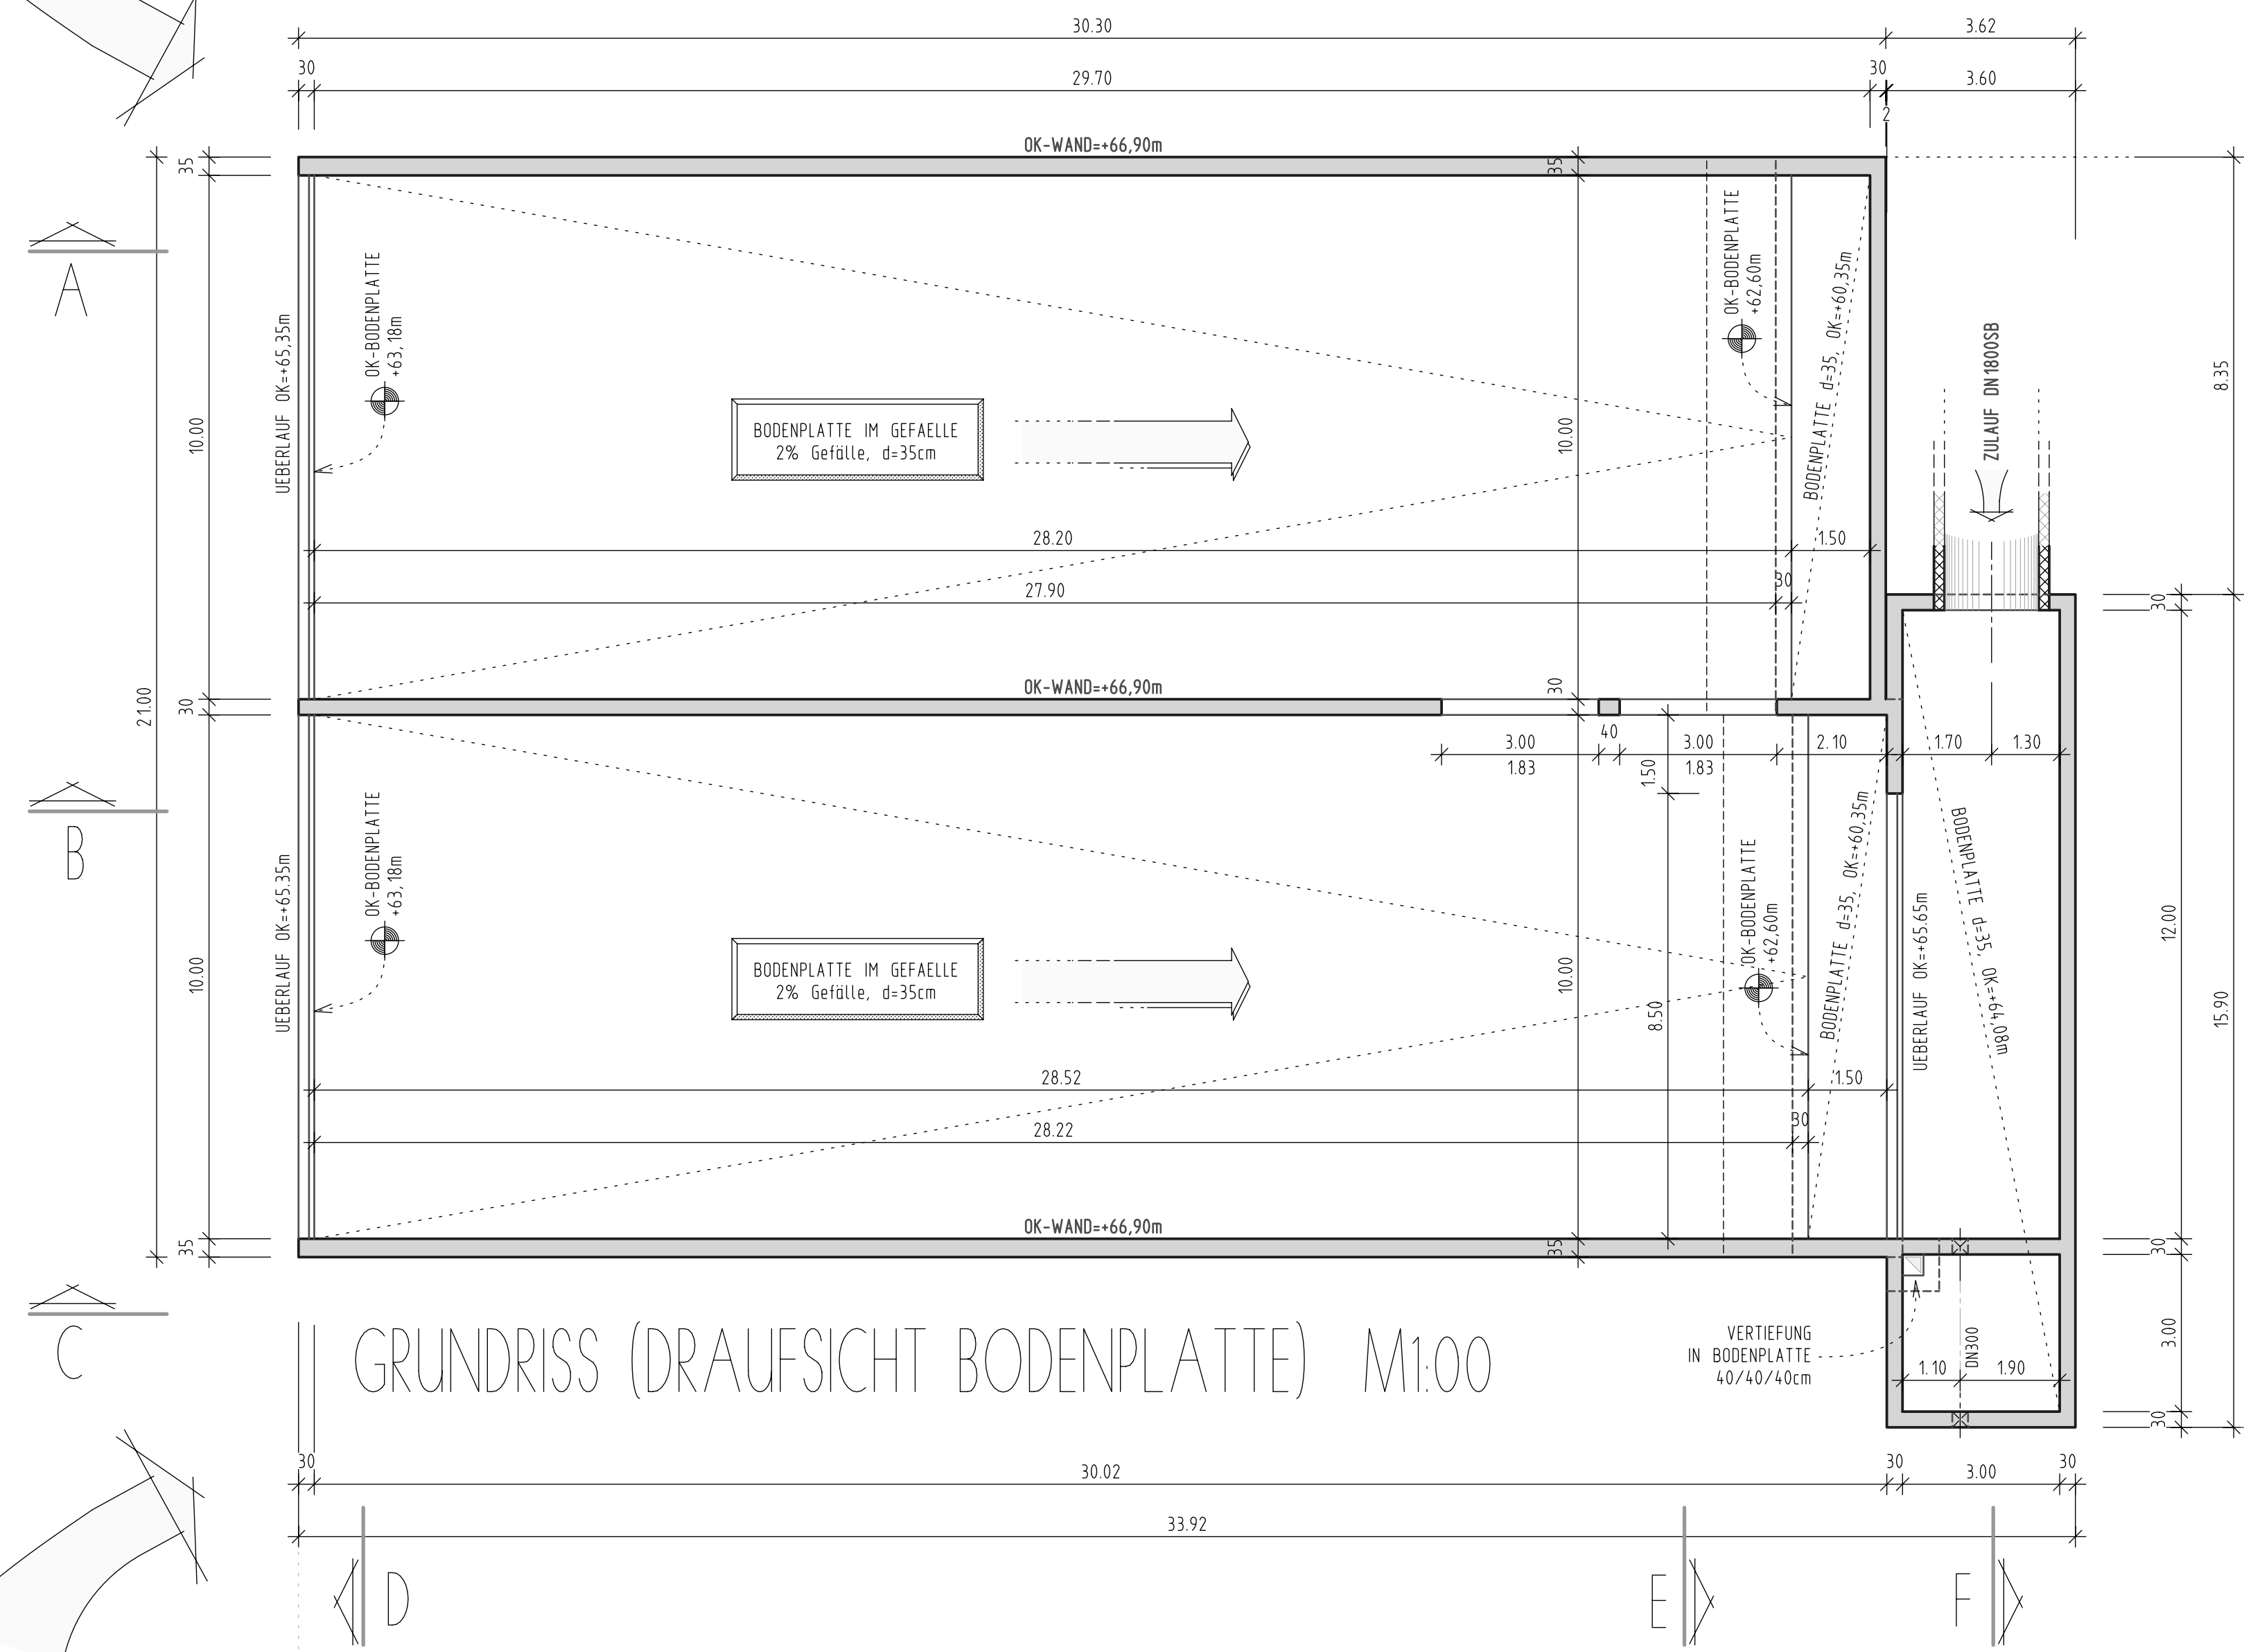 30.30
3.62
30
29.70
30
3.60
2
OK-WAND=+66,90m
35
35
A
UEBERLAUF OK=+65,35m
OK-BODENPLATTE
+63,18m
10.00
BODENPLATTE IM GEFAELLE
2% Gefälle, d=35cm
10.00
OK-BODENPLATTE
+62,60m
BODENPLATTE d=35, OK=+60,35m
ZULAUF DN1800SB
8.35
28.20
1.50
27.90
30
30
21.00
30
OK-WAND=+66,90m
30
40
3.00
3.00
2.10
1.70
1.30
1.83
1.83
1.50
B
UEBERLAUF OK=+65.35m
OK-BODENPLATTE
+63,18m
10.00
BODENPLATTE IM GEFAELLE
2% Gefälle, d=35cm
10.00
8.50
OK-BODENPLATTE
+62,60m
BODENPLATTE d=35, OK=+60,35m
UEBERLAUF OK=+65.65m
BODENPLATTE d=35, OK=+64,08m
12.00
15.90
28.52
1.50
28.22
30
35
OK-WAND=+66,90m
35
30
C
GRUNDRISS (DRAUFSICHT BODENPLATTE) M1:00
VERTIEFUNG
IN BODENPLATTE
40/40/40cm
DN300
1.10
1.90
3.00
30
30
30.02
30
3.00
30
33.92
D
E
F